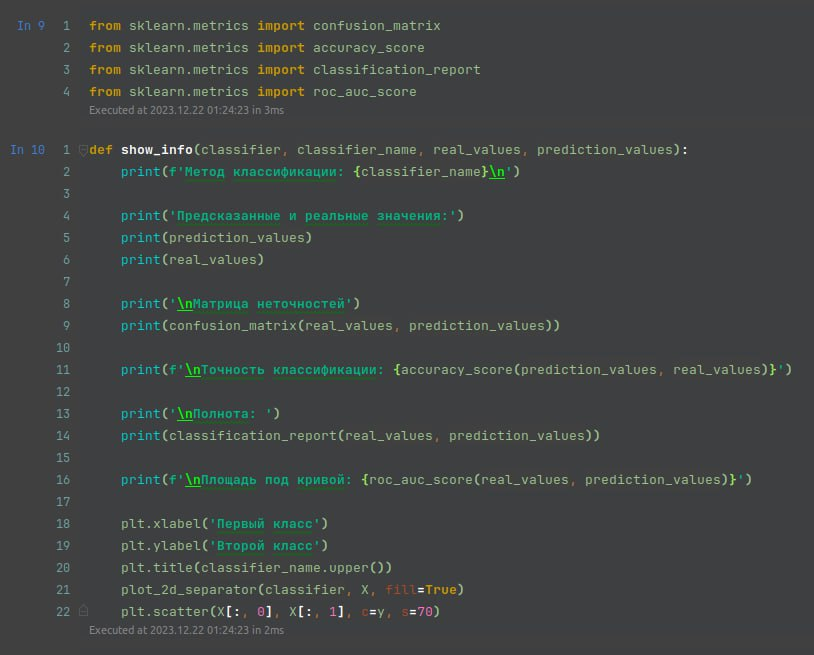 In 9 1 from sklearn.metrics import confusion_matrix
2 from sklearn.metrics import accuracy_score
3 from sklearn.metrics import classification_report
4 from sklearn.metrics import roc_auc_score
Executed at 2023.12.22 01:24:23 in 3ms
In 10 1 def show_info(classifier, classifier_name, real_values, prediction_values):
2     print(f'Метод классификации: {classifier_name}\n')
3
4     print('Предсказанные и реальные значения:')
5     print(prediction_values)
6     print(real_values)
7
8     print('\nМатрица неточностей')
9     print(confusion_matrix(real_values, prediction_values))
10
11     print(f'\nТочность классификации: {accuracy_score(prediction_values, real_values)}')
12
13     print('\nПолнота: ')
14     print(classification_report(real_values, prediction_values))
15
16     print(f'\nПлощадь под кривой: {roc_auc_score(real_values, prediction_values)}')
17
18     plt.xlabel('Первый класс')
19     plt.ylabel('Второй класс')
20     plt.title(classifier_name.upper())
21     plot_2d_separator(classifier, X, fill=True)
22     plt.scatter(X[:, 0], X[:, 1], c=y, s=70)
Executed at 2023.12.22 01:24:23 in 2ms